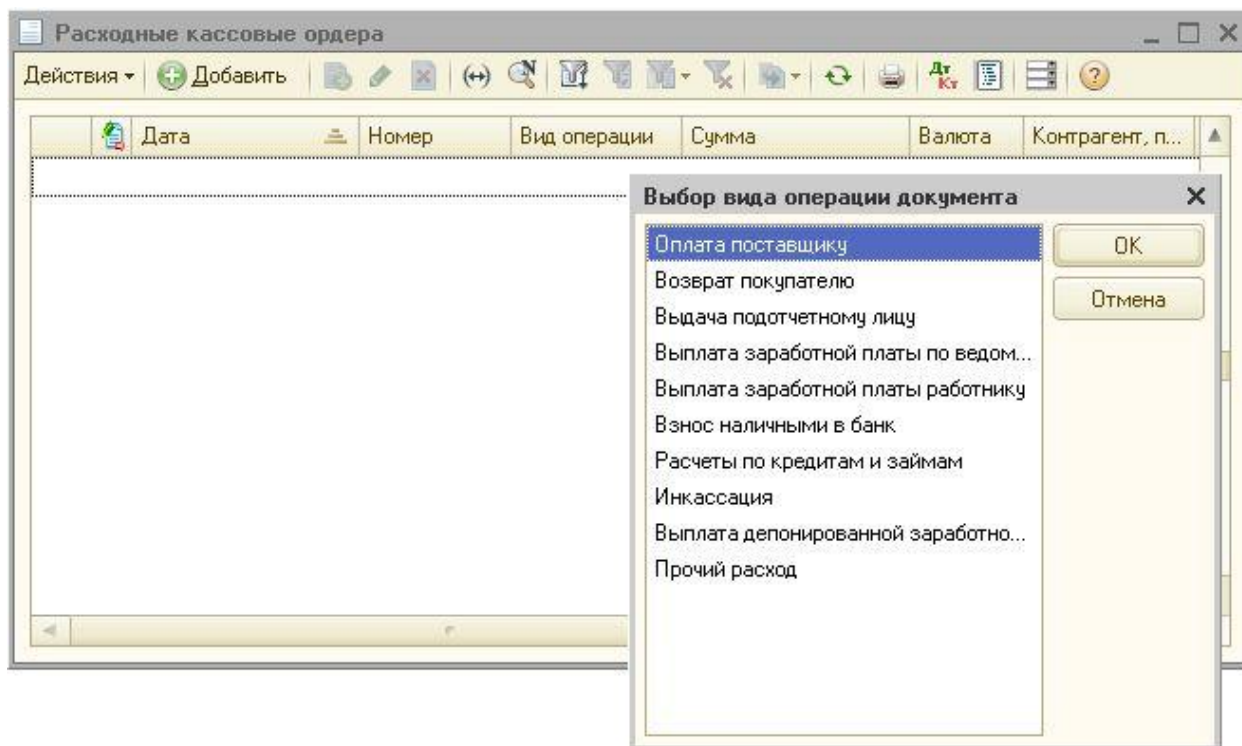 Расходные кассовые ордера
Действия Добавить Дт Кт
Дата Номер Вид операции Сумма Валюта Контрагент, п...
Выбор вида операции документа
Оплата поставщику
Возврат покупателю
Выдача подотчетному лицу
Выплата заработной платы по ведом...
Выплата заработной платы работнику
Взнос наличными в банк
Расчеты по кредитам и займам
Инкассация
Выплата депонированной заработно...
Прочий расход
OK
Отмена